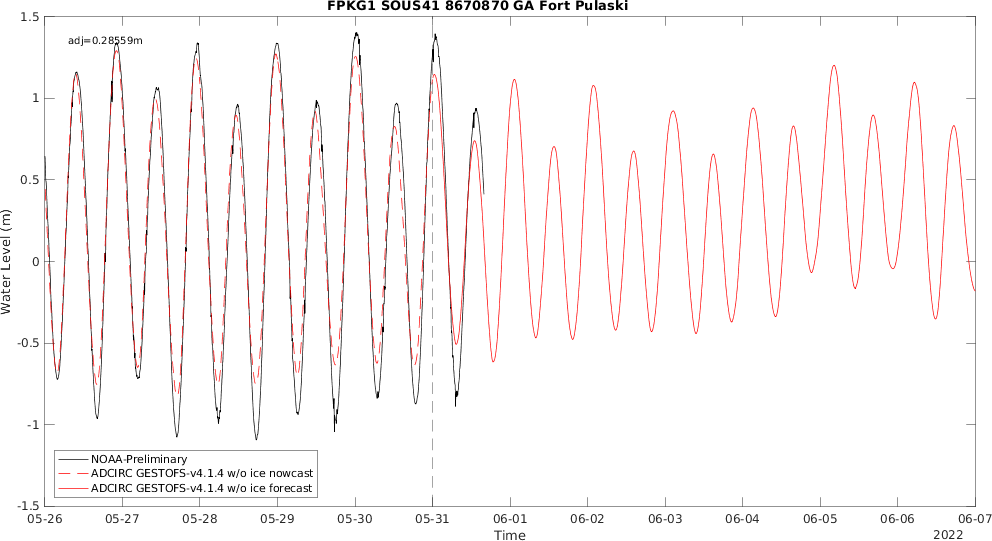 FPKG1 SOUS41 8670870 GA Fort Pulaski
adj=0.28559m
1.5
1
0.5
0
-0.5
-1
-1.5
Water Level (m)
NOAA-Preliminary
ADCIRC GESTOFS-v4.1.4 w/o ice nowcast
ADCIRC GESTOFS-v4.1.4 w/o ice forecast
05-26 05-27 05-28 05-29 05-30 05-31 06-01 06-02 06-03 06-04 06-05 06-06 06-07
Time
2022